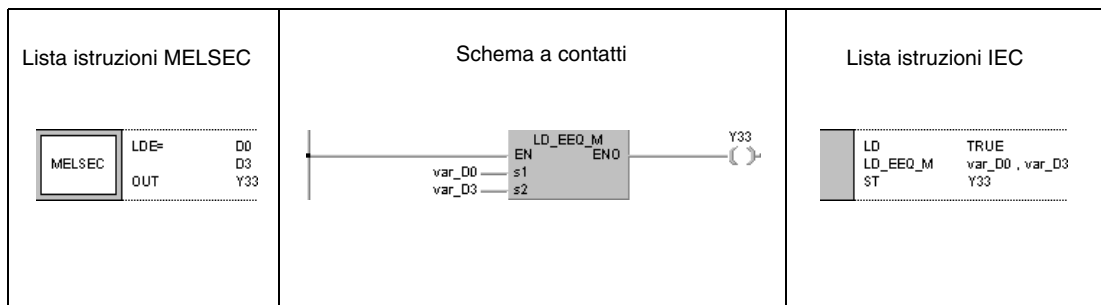 Lista istruzioni MELSEC
MELSEC
LDE= D0
D3
OUT Y33
Schema a contatti
LD_EEQ_M
EN ENO
Y33
var_D0 s1
var_D3 s2
Lista istruzioni IEC
LD TRUE
LD_EEQ_M var_D0 , var_D3
ST Y33